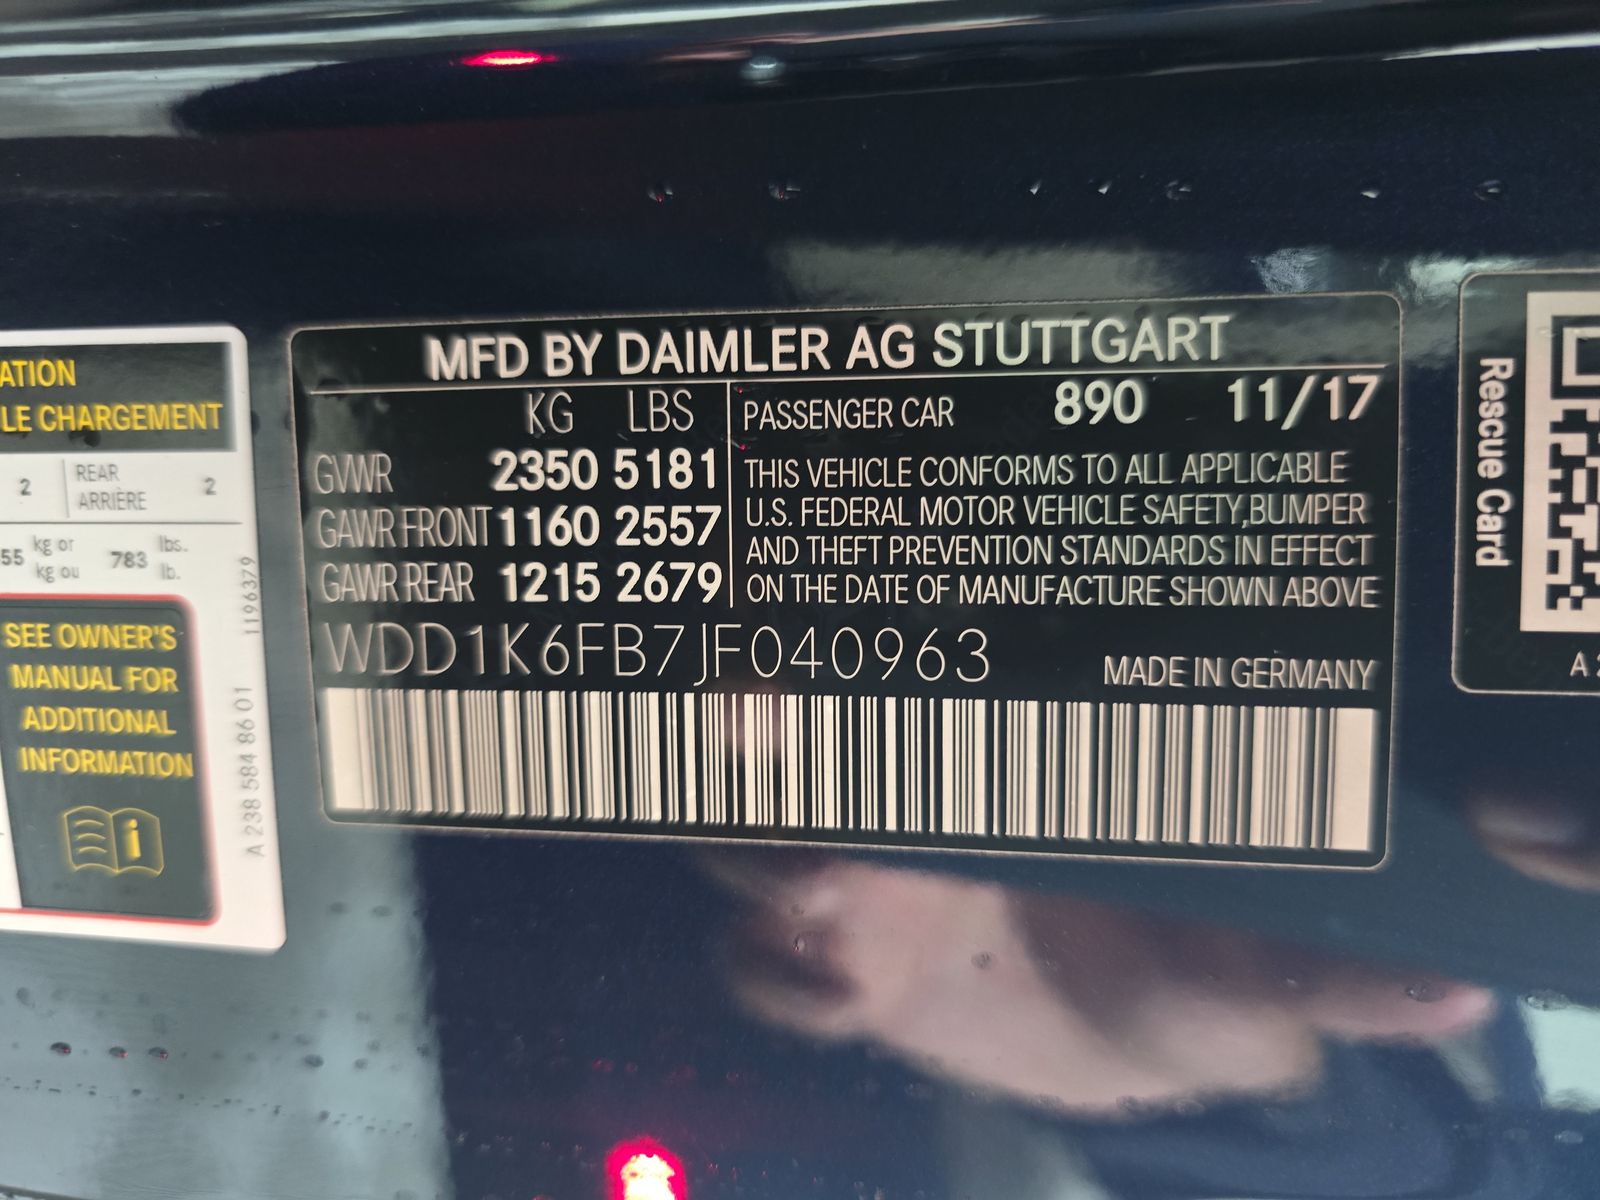 ATION
LE CHARGEMENT
2 REAR 2
ARRIÈRE
55 kg or 783 lbs.
kg ou lb.
SEE OWNER'S
MANUAL FOR
ADDITIONAL
INFORMATION
i
A 238 584 86 01
1196379
MFD BY DAIMLER AG STUTTGART
KG LBS
GVWR 2350 5181
GAWR FRONT 1160 2557
GAWR REAR 1215 2679
PASSENGER CAR 890 11/17
THIS VEHICLE CONFORMS TO ALL APPLICABLE
U.S. FEDERAL MOTOR VEHICLE SAFETY,BUMPER
AND THEFT PREVENTION STANDARDS IN EFFECT
ON THE DATE OF MANUFACTURE SHOWN ABOVE
WDD1K6FB7JF040963
MADE IN GERMANY
Rescue Card
A 2